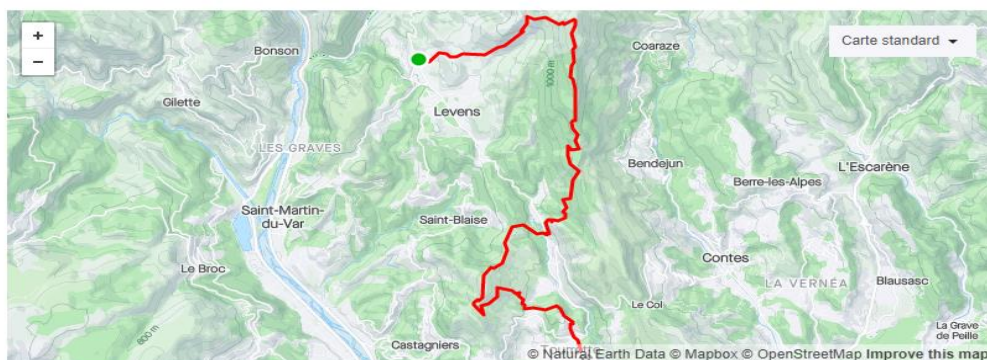 +
−
Carte standard
Bonson
Coaraze
Gilette
Levens
LES GRAVES
1000 m
Bendejun
L'Escarène
Berre-les-Alpes
Saint-Martin-
du-Var
Saint-Blaise
Contes
Le Broc
LA VERNÉA
Blausasc
Le Col
800 m
La Grave
de Peille
© Natural Earth Data © Mapbox © OpenStreetMap Improve this map